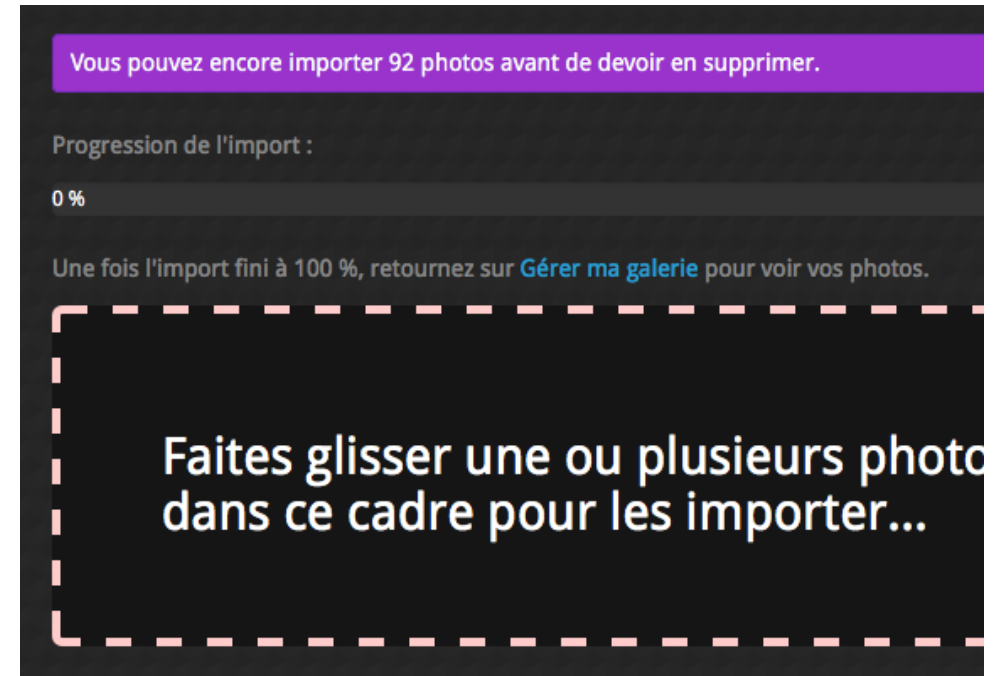 Vous pouvez encore importer 92 photos avant de devoir en supprimer.
Progression de l'import :
0 %
Une fois l'import fini à 100 %, retournez sur Gérer ma galerie pour voir vos photos.
Faites glisser une ou plusieurs photo
dans ce cadre pour les importer...